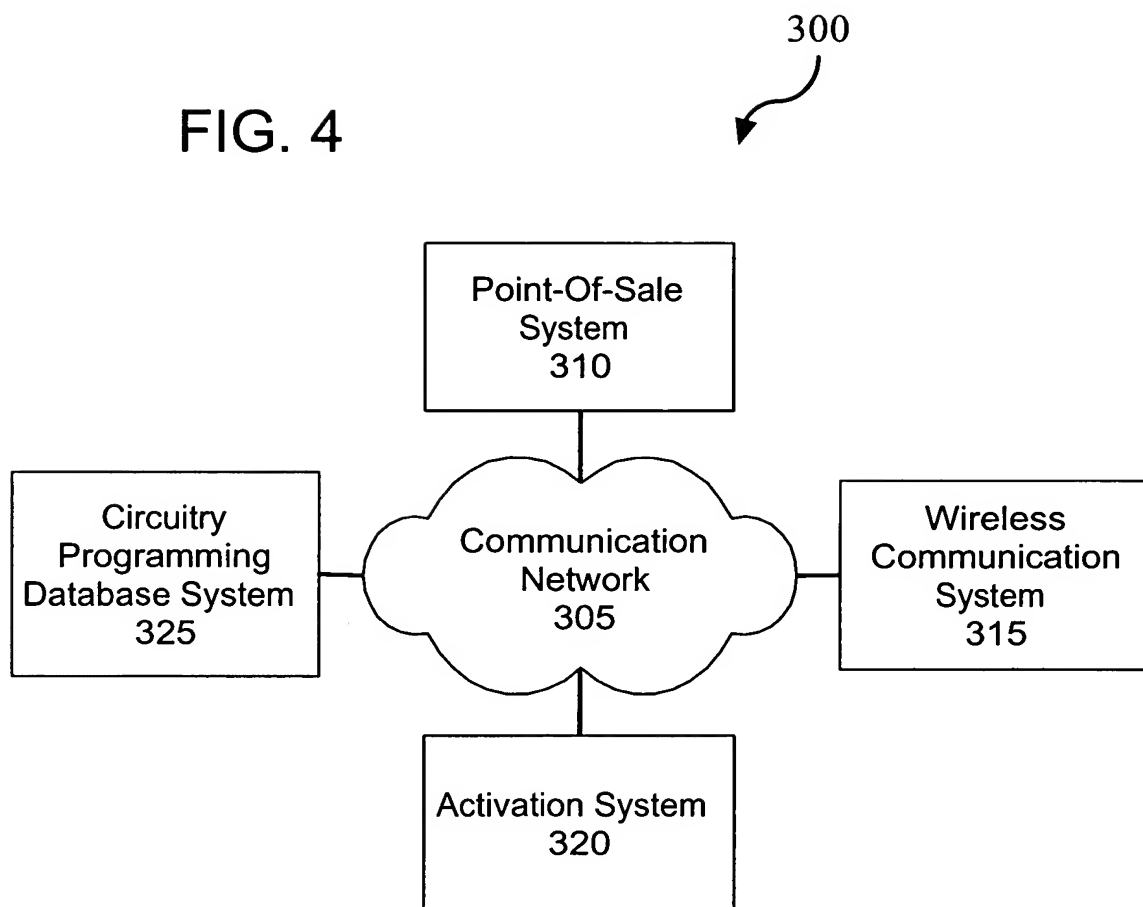 300
FIG. 4
Point-Of-Sale
System
310
Circuitry
Programming
Database System
325
Communication
Network
305
Wireless
Communication
System
315
Activation System
320